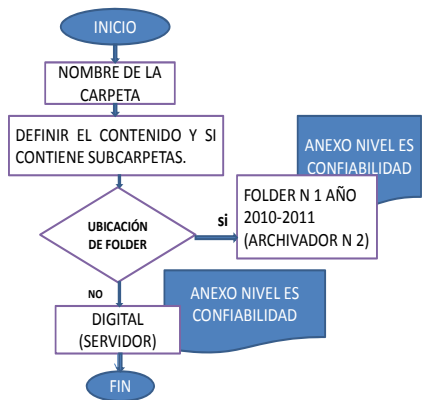 INICIO
NOMBRE DE LA
CARPETA
DEFINIR EL CONTENIDO Y SI
CONTIENE SUBCARPETAS.
ANEXO NIVEL ES
CONFIABILIDAD
UBICACIÓN
DE FOLDER
si
FOLDER N 1 AÑO
2010-2011
(ARCHIVADOR N 2)
NO
DIGITAL
(SERVIDOR)
ANEXO NIVEL ES
CONFIABILIDAD
FIN